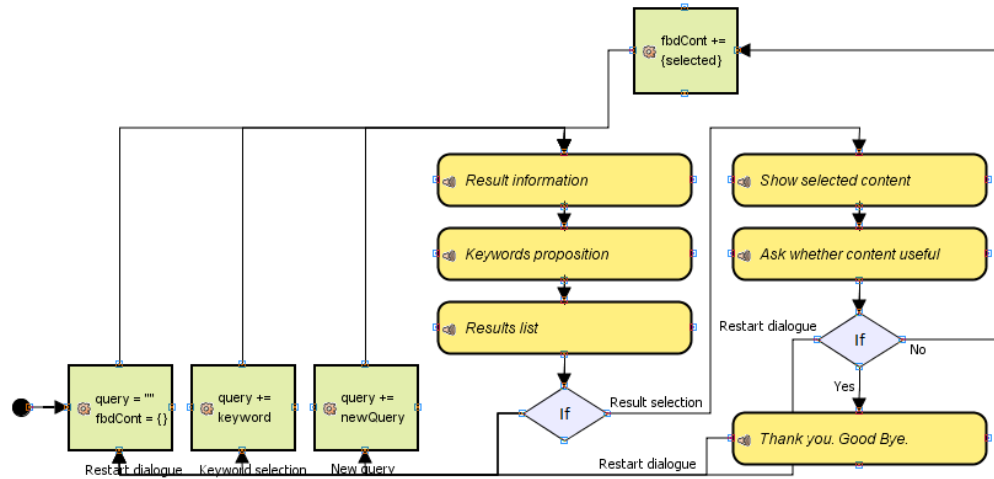 fbdCont +=
{selected}
Result information
Show selected content
Keywords proposition
Ask whether content useful
Results list
Restart dialogue
If
No
query = ""
fbdCont = {}
query +=
keyword
query +=
newQuery
If
Result selection
Yes
Thank you. Good Bye.
Restart dialogue
Keyword selection
New query
Restart dialogue